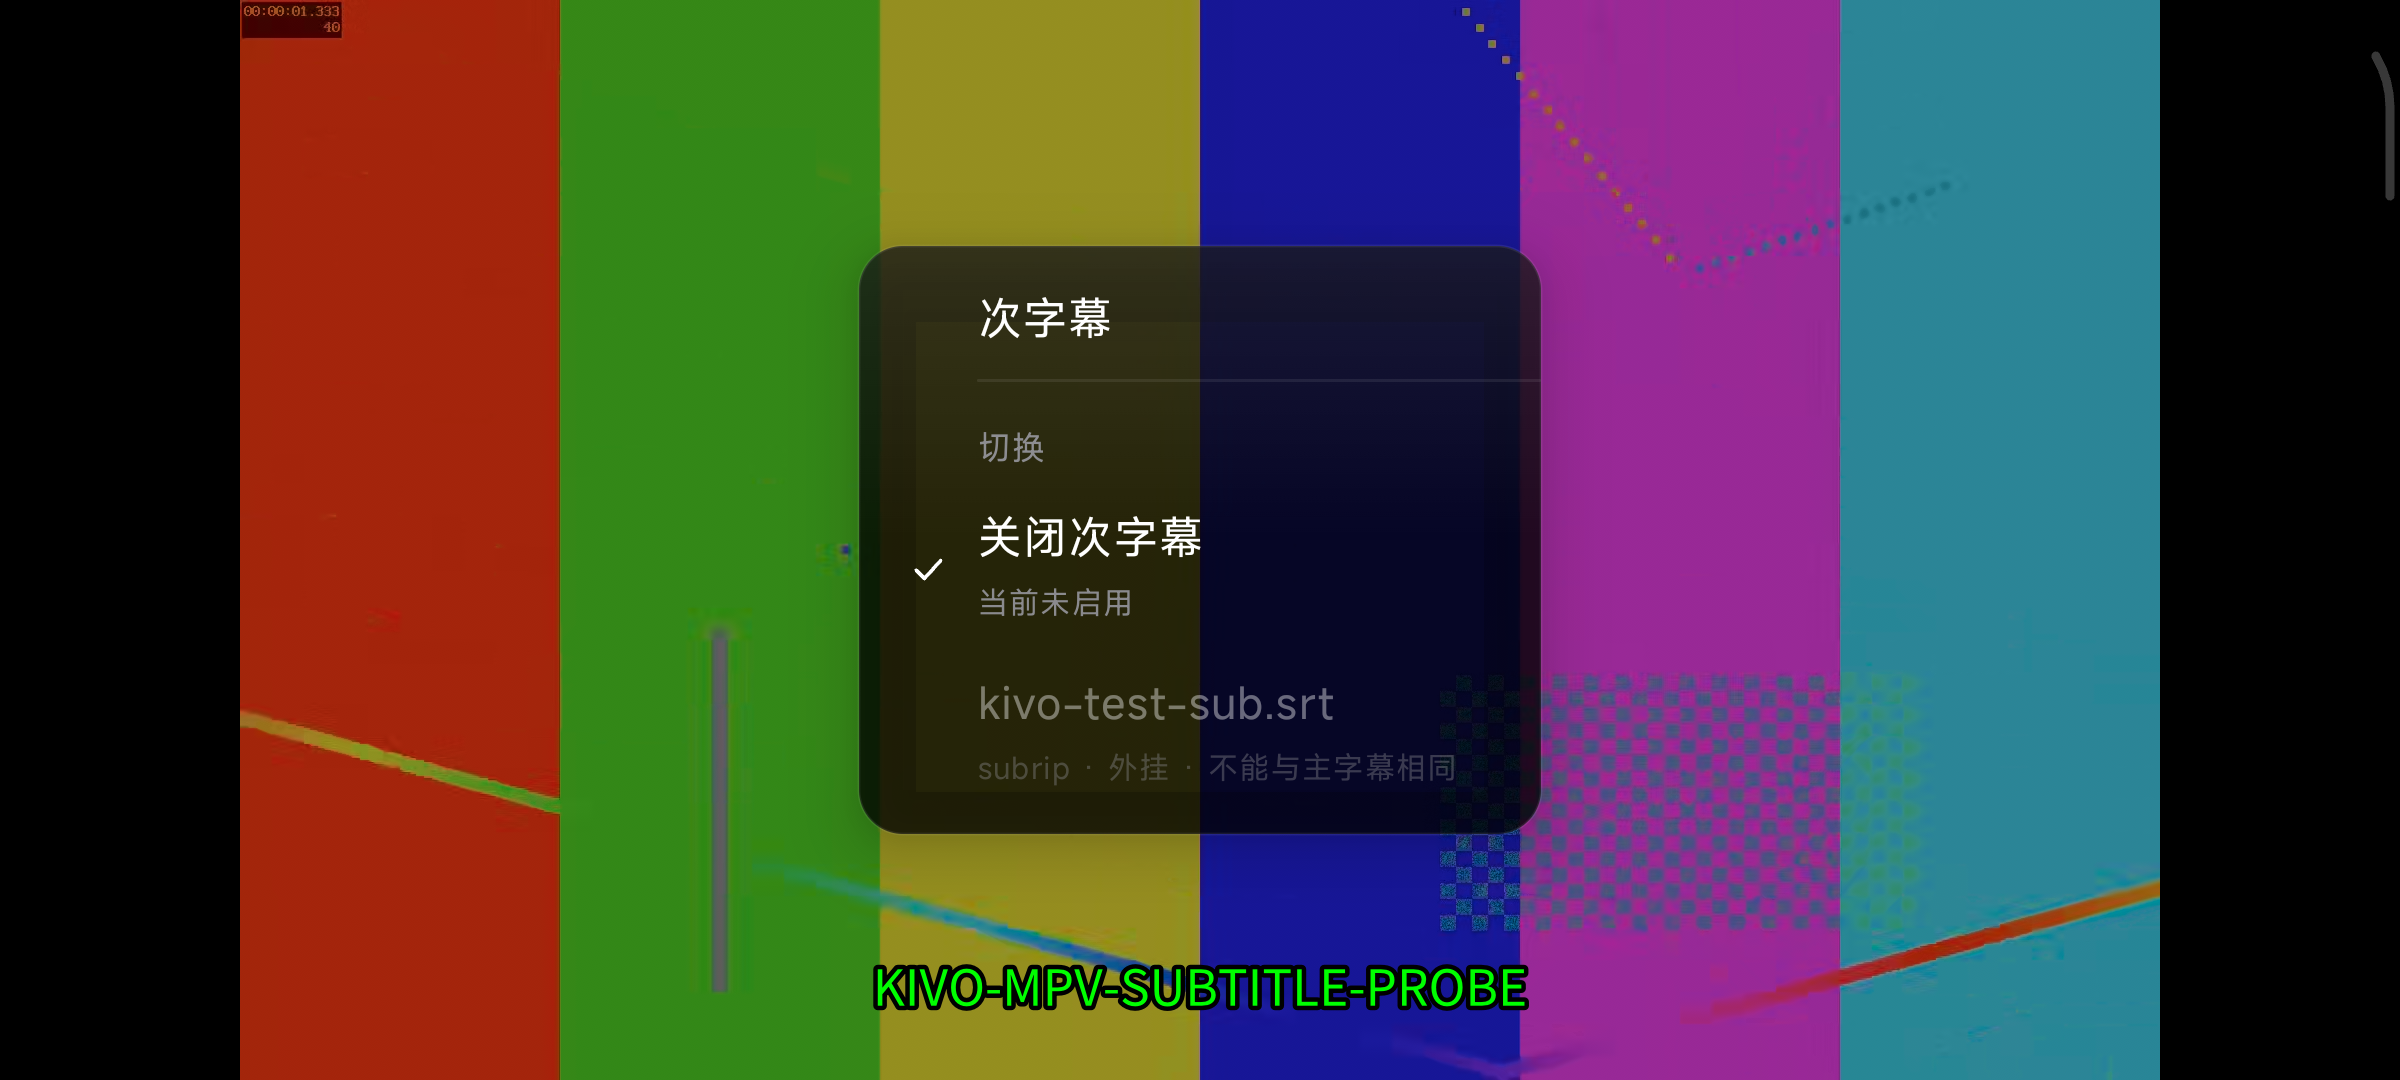 00:00:01.333
40
次字幕
切换
关闭次字幕
当前未启用
kivo-test-sub.srt
subrip · 外挂 · 不能与主字幕相同
KIVO-MPV-SUBTITLE-PROBE